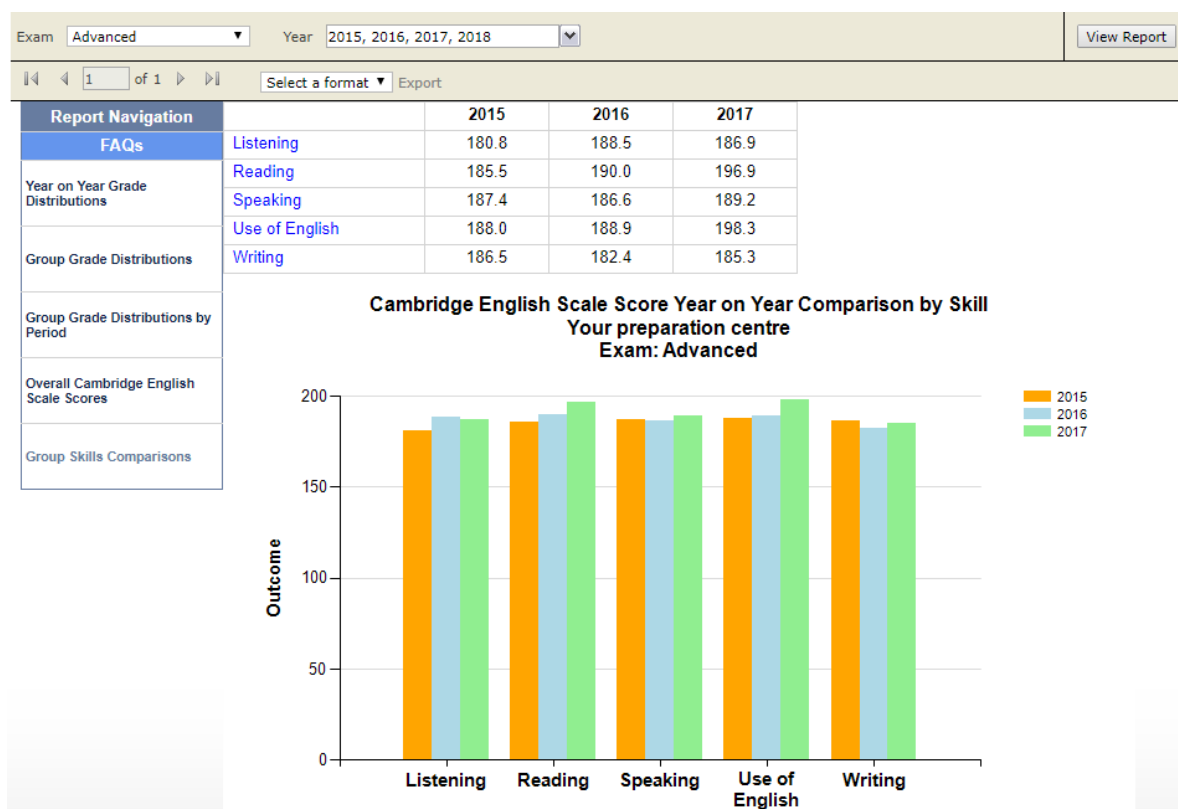 Exam Advanced Year 2015, 2016, 2017, 2018 View Report
1 of 1 Select a format Export
Report Navigation
FAQs
Year on Year Grade
Distributions
Group Grade Distributions
Group Grade Distributions by
Period
Overall Cambridge English
Scale Scores
Group Skills Comparisons
2015 2016 2017
Listening 180.8 188.5 186.9
Reading 185.5 190.0 196.9
Speaking 187.4 186.6 189.2
Use of English 188.0 188.9 198.3
Writing 186.5 182.4 185.3
Cambridge English Scale Score Year on Year Comparison by Skill
Your preparation centre
Exam: Advanced
200
150
100
50
0
Outcome
Listening Reading Speaking Use of English Writing
2015
2016
2017